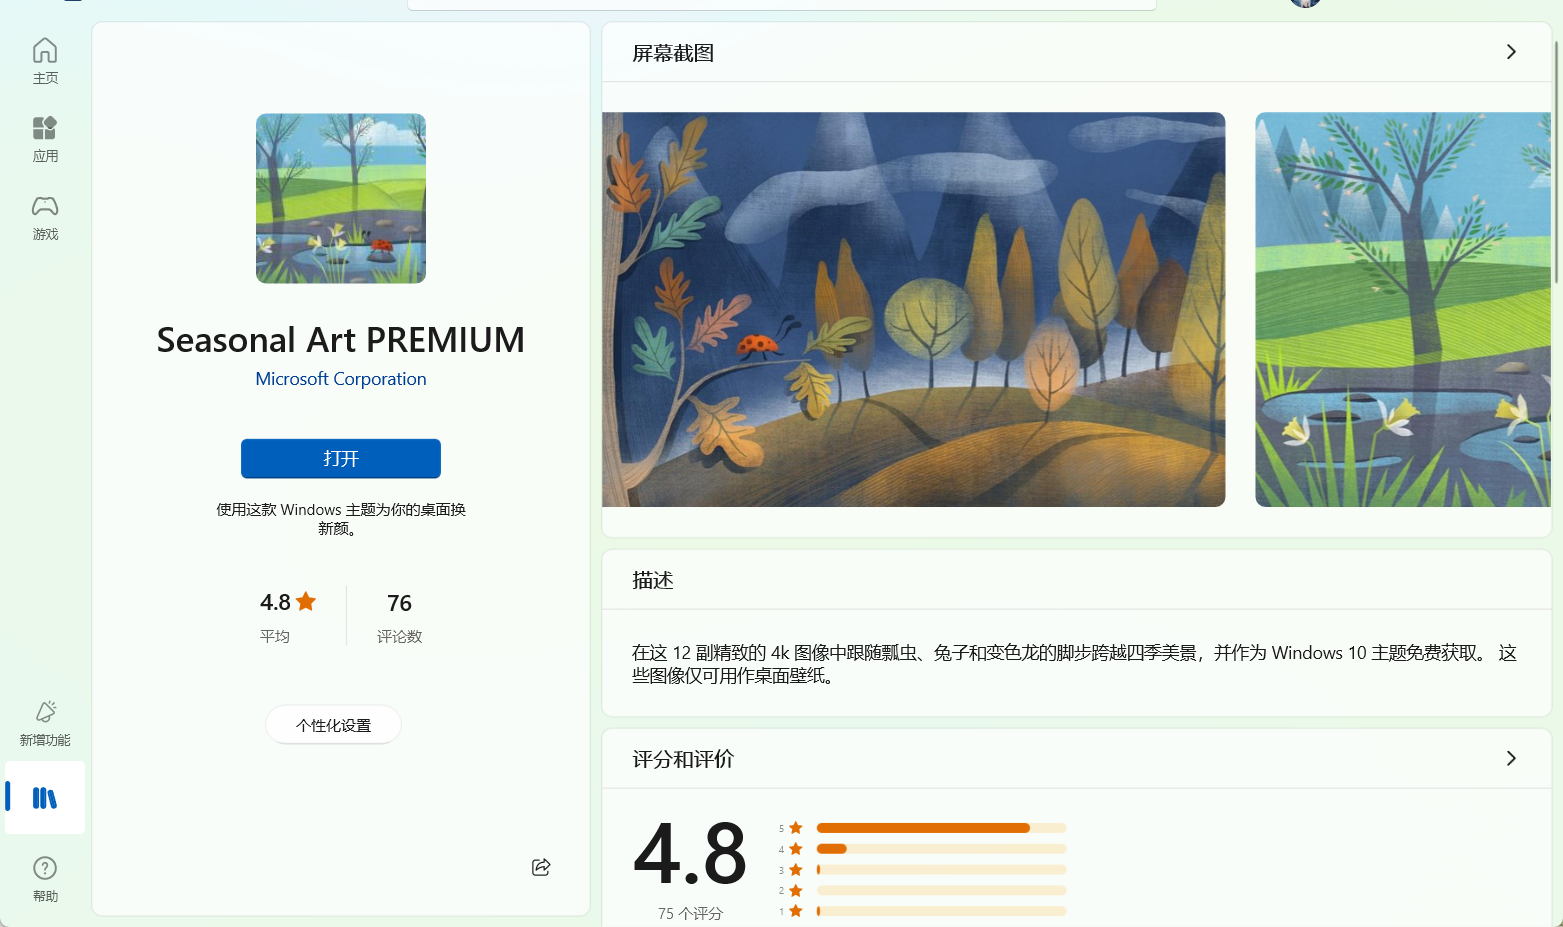 主页
应用
游戏
新增功能
帮助
Seasonal Art PREMIUM
Microsoft Corporation
打开
使用这款 Windows 主题为你的桌面换
新颜。
4.8
平均
76
评论数
个性化设置
屏幕截图
描述
在这 12 副精致的 4k 图像中跟随瓢虫、兔子和变色龙的脚步跨越四季美景，并作为 Windows 10 主题免费获取。 这
些图像仅可用作桌面壁纸。
评分和评价
4.8
75 个评分
5
4
3
2
1